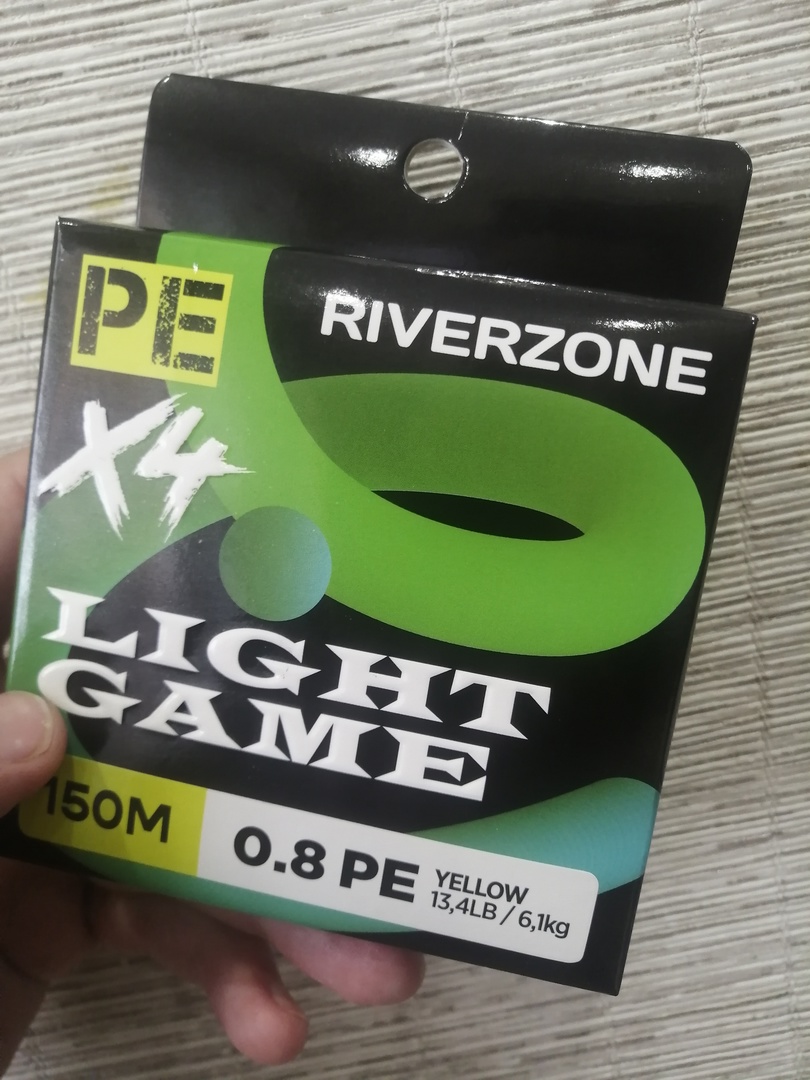 PE
RIVERZONE
X4
LIGHT
GAME
150M
0.8 PE
YELLOW
13,4LB / 6,1kg